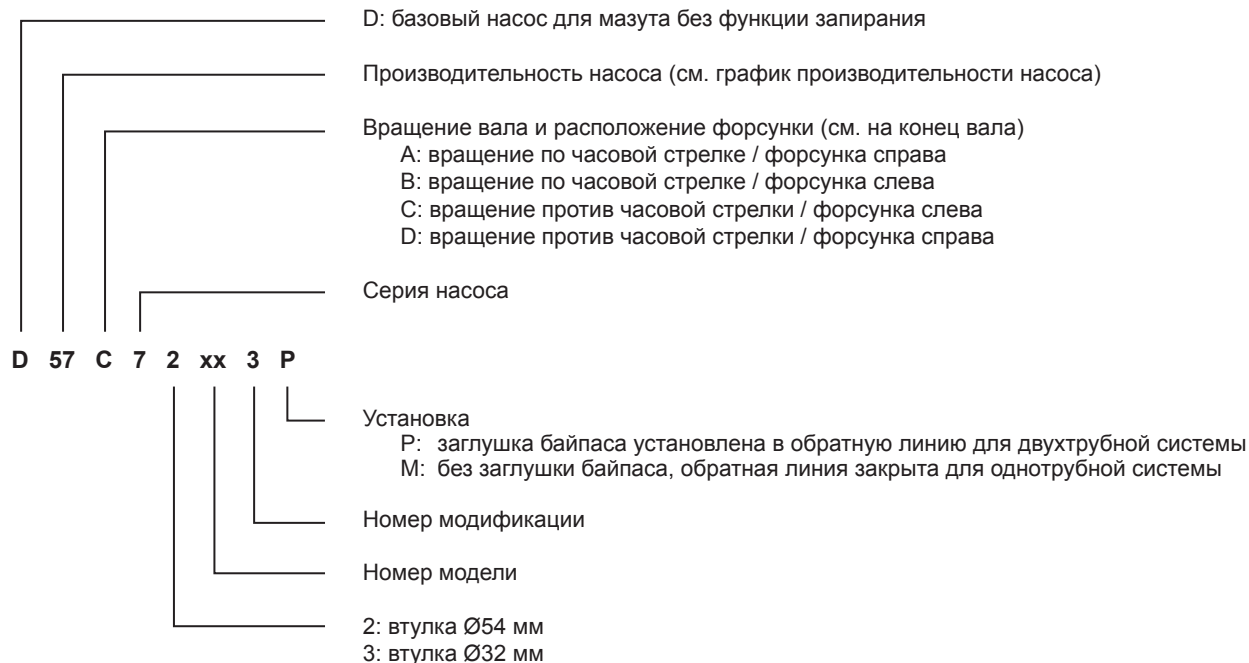 D: базовый насос для мазута без функции запирания
Производительность насоса (см. график производительности насоса)
Вращение вала и расположение форсунки (см. на конец вала)
A: вращение по часовой стрелке / форсунка справа
B: вращение по часовой стрелке / форсунка слева
C: вращение против часовой стрелки / форсунка слева
D: вращение против часовой стрелки / форсунка справа
Серия насоса
D 57 C 7 2 xx 3 P
Установка
P: заглушка байпаса установлена в обратную линию для двухтрубной системы
M: без заглушки байпаса, обратная линия закрыта для однотрубной системы
Номер модификации
Номер модели
2: втулка Ø54 мм
3: втулка Ø32 мм